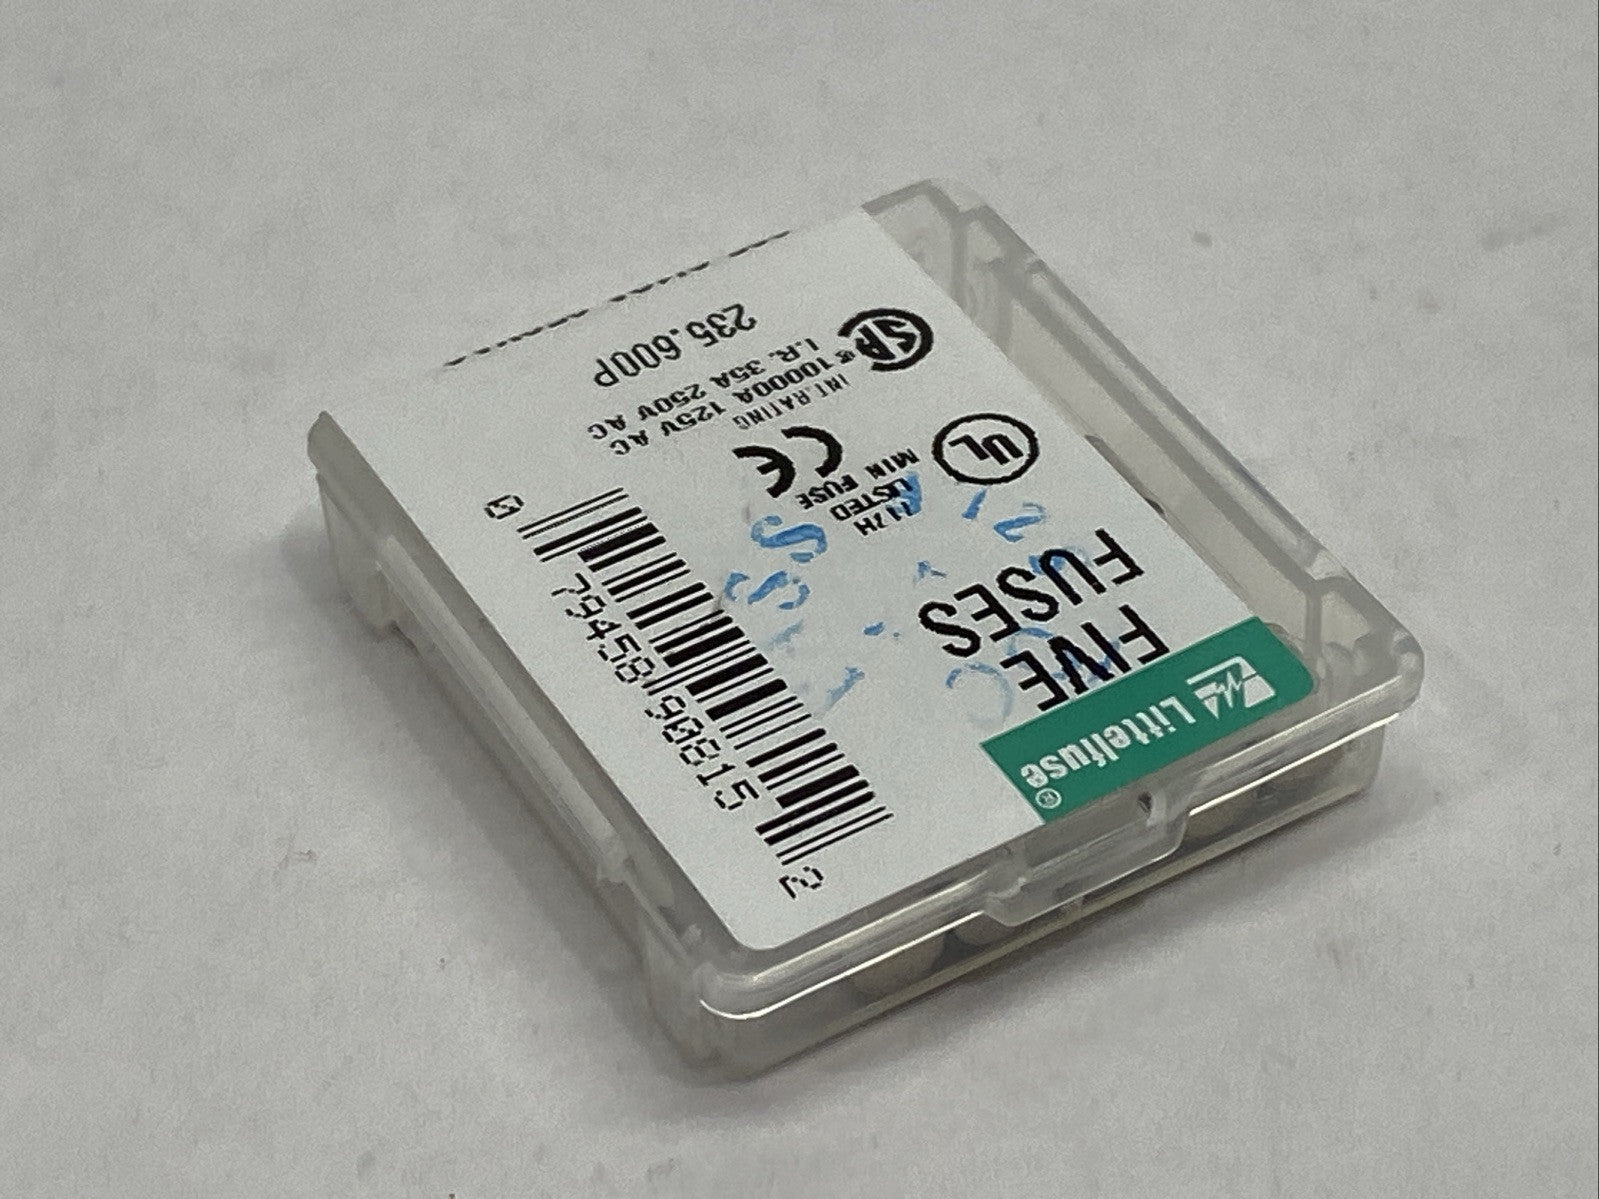 Littelfuse®
FIVE
FUSES
UL
LISTED
MIN FUSE
SA
CE
INT.RATING
10000A 125V AC
I.R. 35A 250V AC
235.600P
0 79458 90815 2